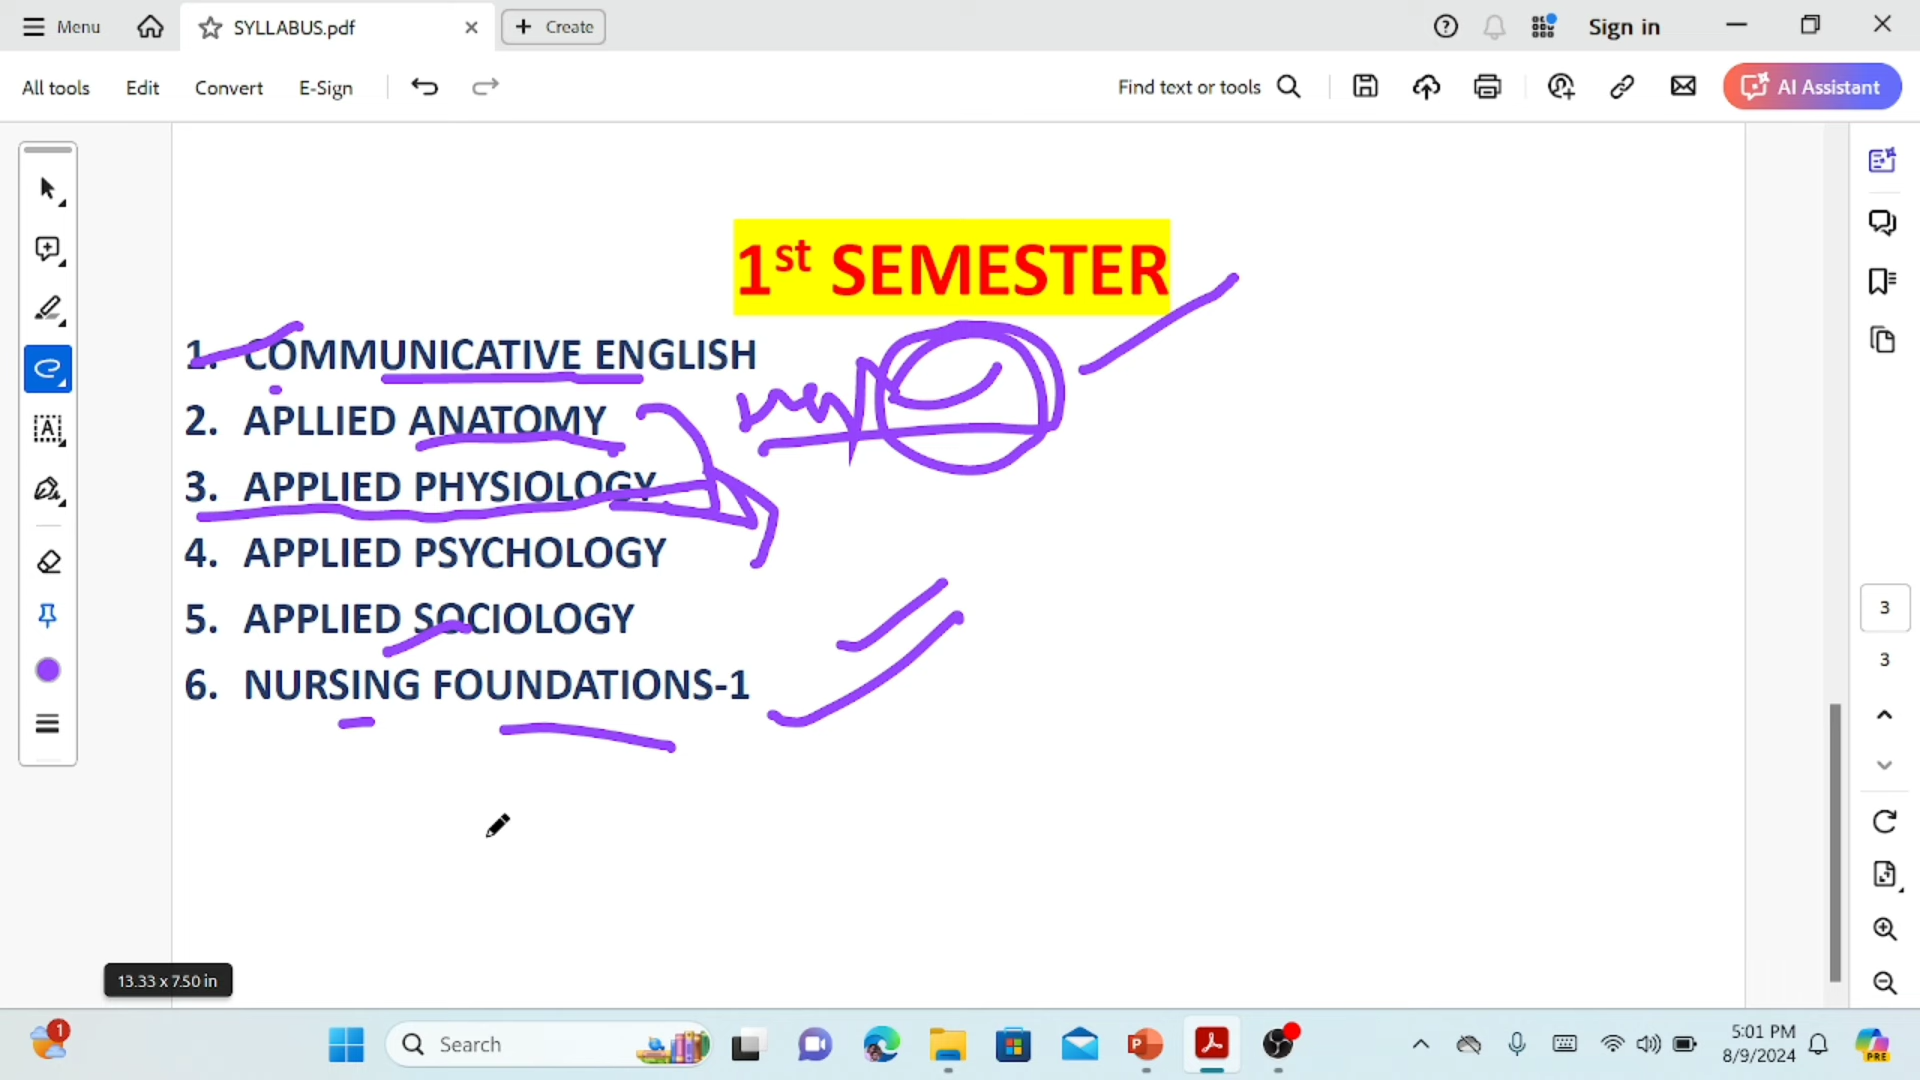 Menu
SYLLABUS.pdf
Create
Sign in
All tools
Edit
Convert
E-Sign
Find text or tools
AI Assistant
1st SEMESTER
1. COMMUNICATIVE ENGLISH
2. APLLIED ANATOMY
3. APPLIED PHYSIOLOGY
4. APPLIED PSYCHOLOGY
5. APPLIED SOCIOLOGY
6. NURSING FOUNDATIONS-1
3
3
13.33 x 7.50 in
1
Search
5:01 PM
8/9/2024
PRE